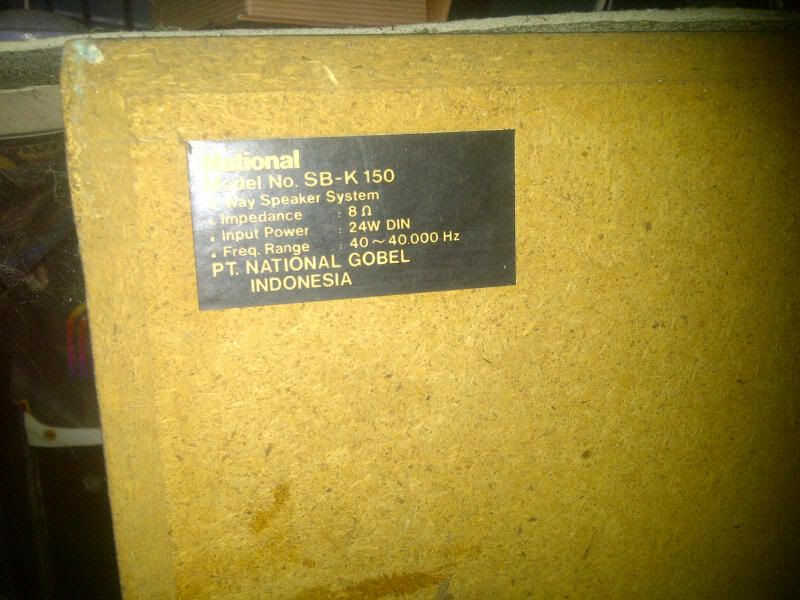 National
Model No. SB-K 150
Way Speaker System
• Impedance : 8 Ω
• Input Power : 24W DIN
• Freq. Range : 40 ~ 40.000 Hz
PT. NATIONAL GOBEL
INDONESIA